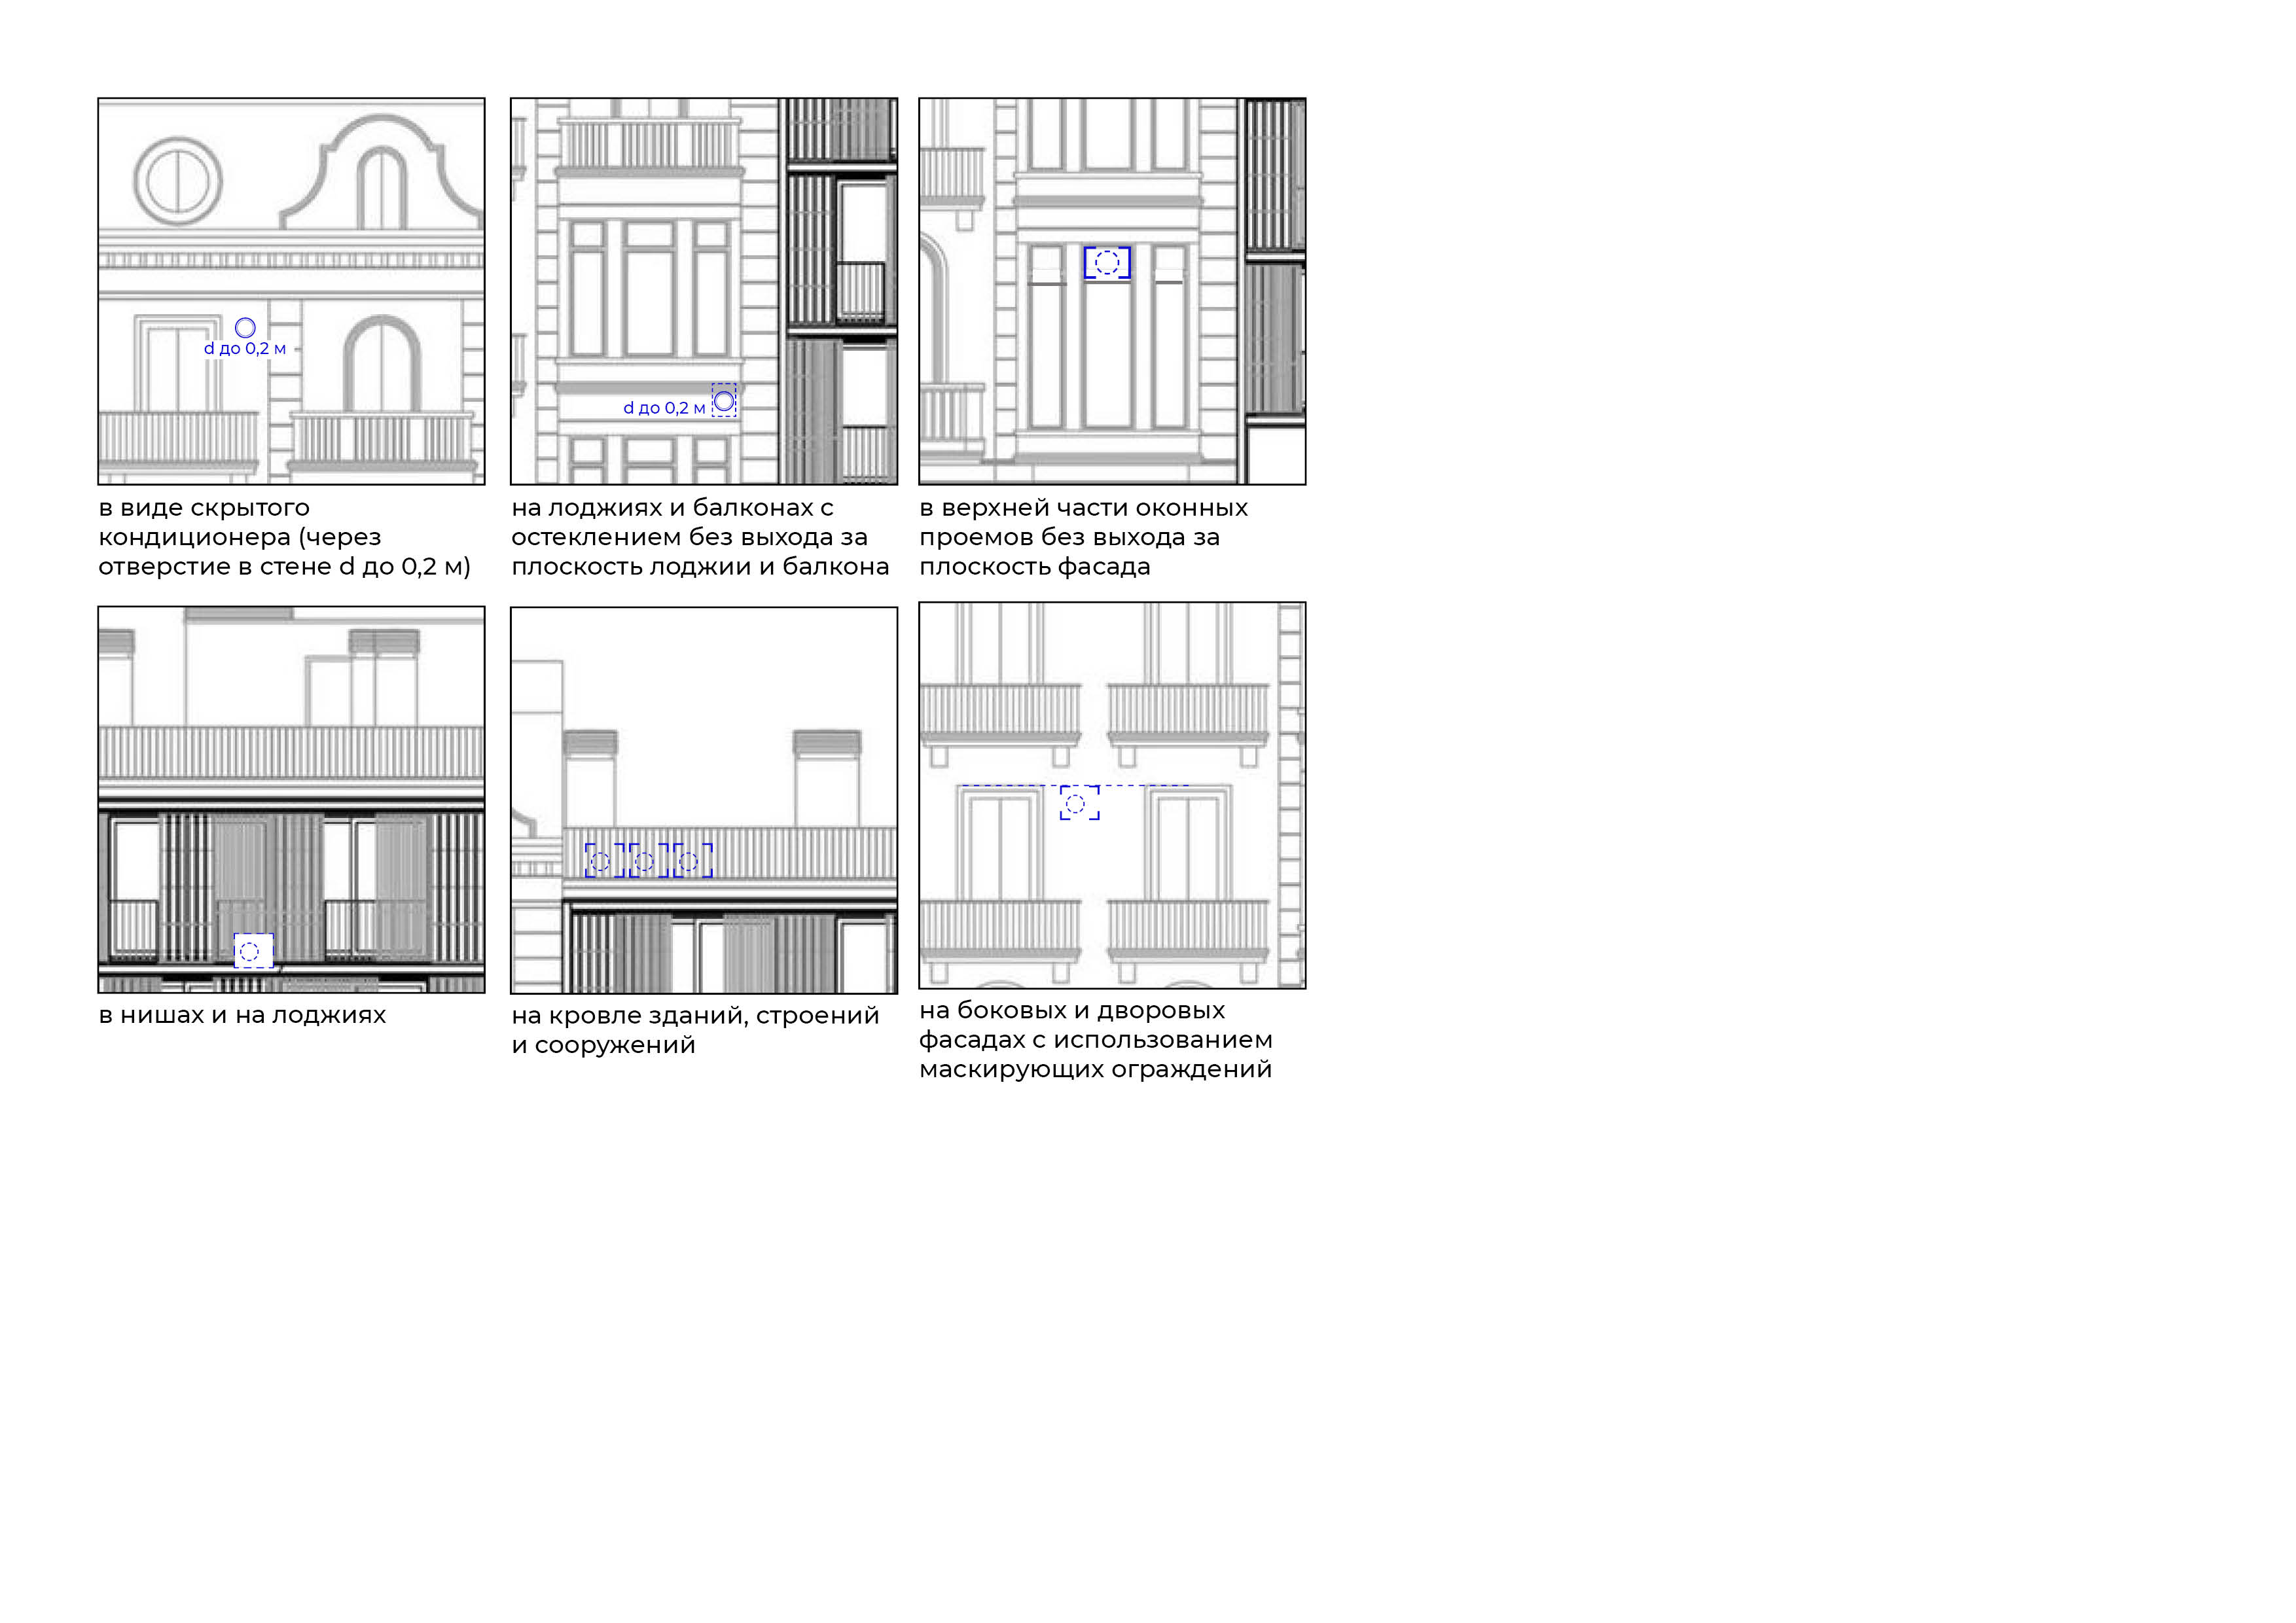 d до 0,2 м
в виде скрытого
кондиционера (через
отверстие в стене d до 0,2 м)
d до 0,2 м
на лоджиях и балконах с
остеклением без выхода за
плоскость лоджии и балкона
в верхней части оконных
проемов без выхода за
плоскость фасада
в нишах и на лоджиях
на кровле зданий, строений
и сооружений
на боковых и дворовых
фасадах с использованием
маскирующих ограждений